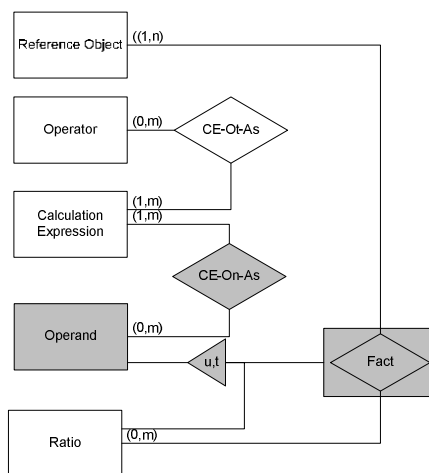 Reference Object
((1,n)
Operator
(0,m)
CE-Ot-As
Calculation
Expression
(1,m)
(1,m)
CE-On-As
Operand
(0,m)
u,t
Fact
Ratio
(0,m)